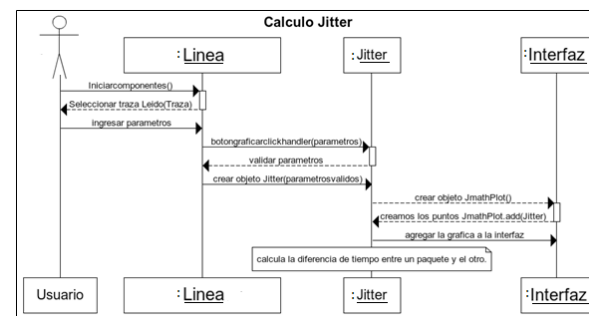 Calculo Jitter
:Linea
:Jitter
:Interfaz
Iniciarcomponentes()
Seleccionar traza Leido(Traza)
ingresar parametros
botongraficarclickhandler(parametros)
validar parametros
crear objeto Jitter(parametrosvalidos)
crear objeto JmathPlot()
creamos los puntos JmathPlot.add(Jitter)
agregar la grafica a la interfaz
calcula la diferencia de tiempo entre un paquete y el otro.
Usuario
:Linea
:Jitter
:Interfaz